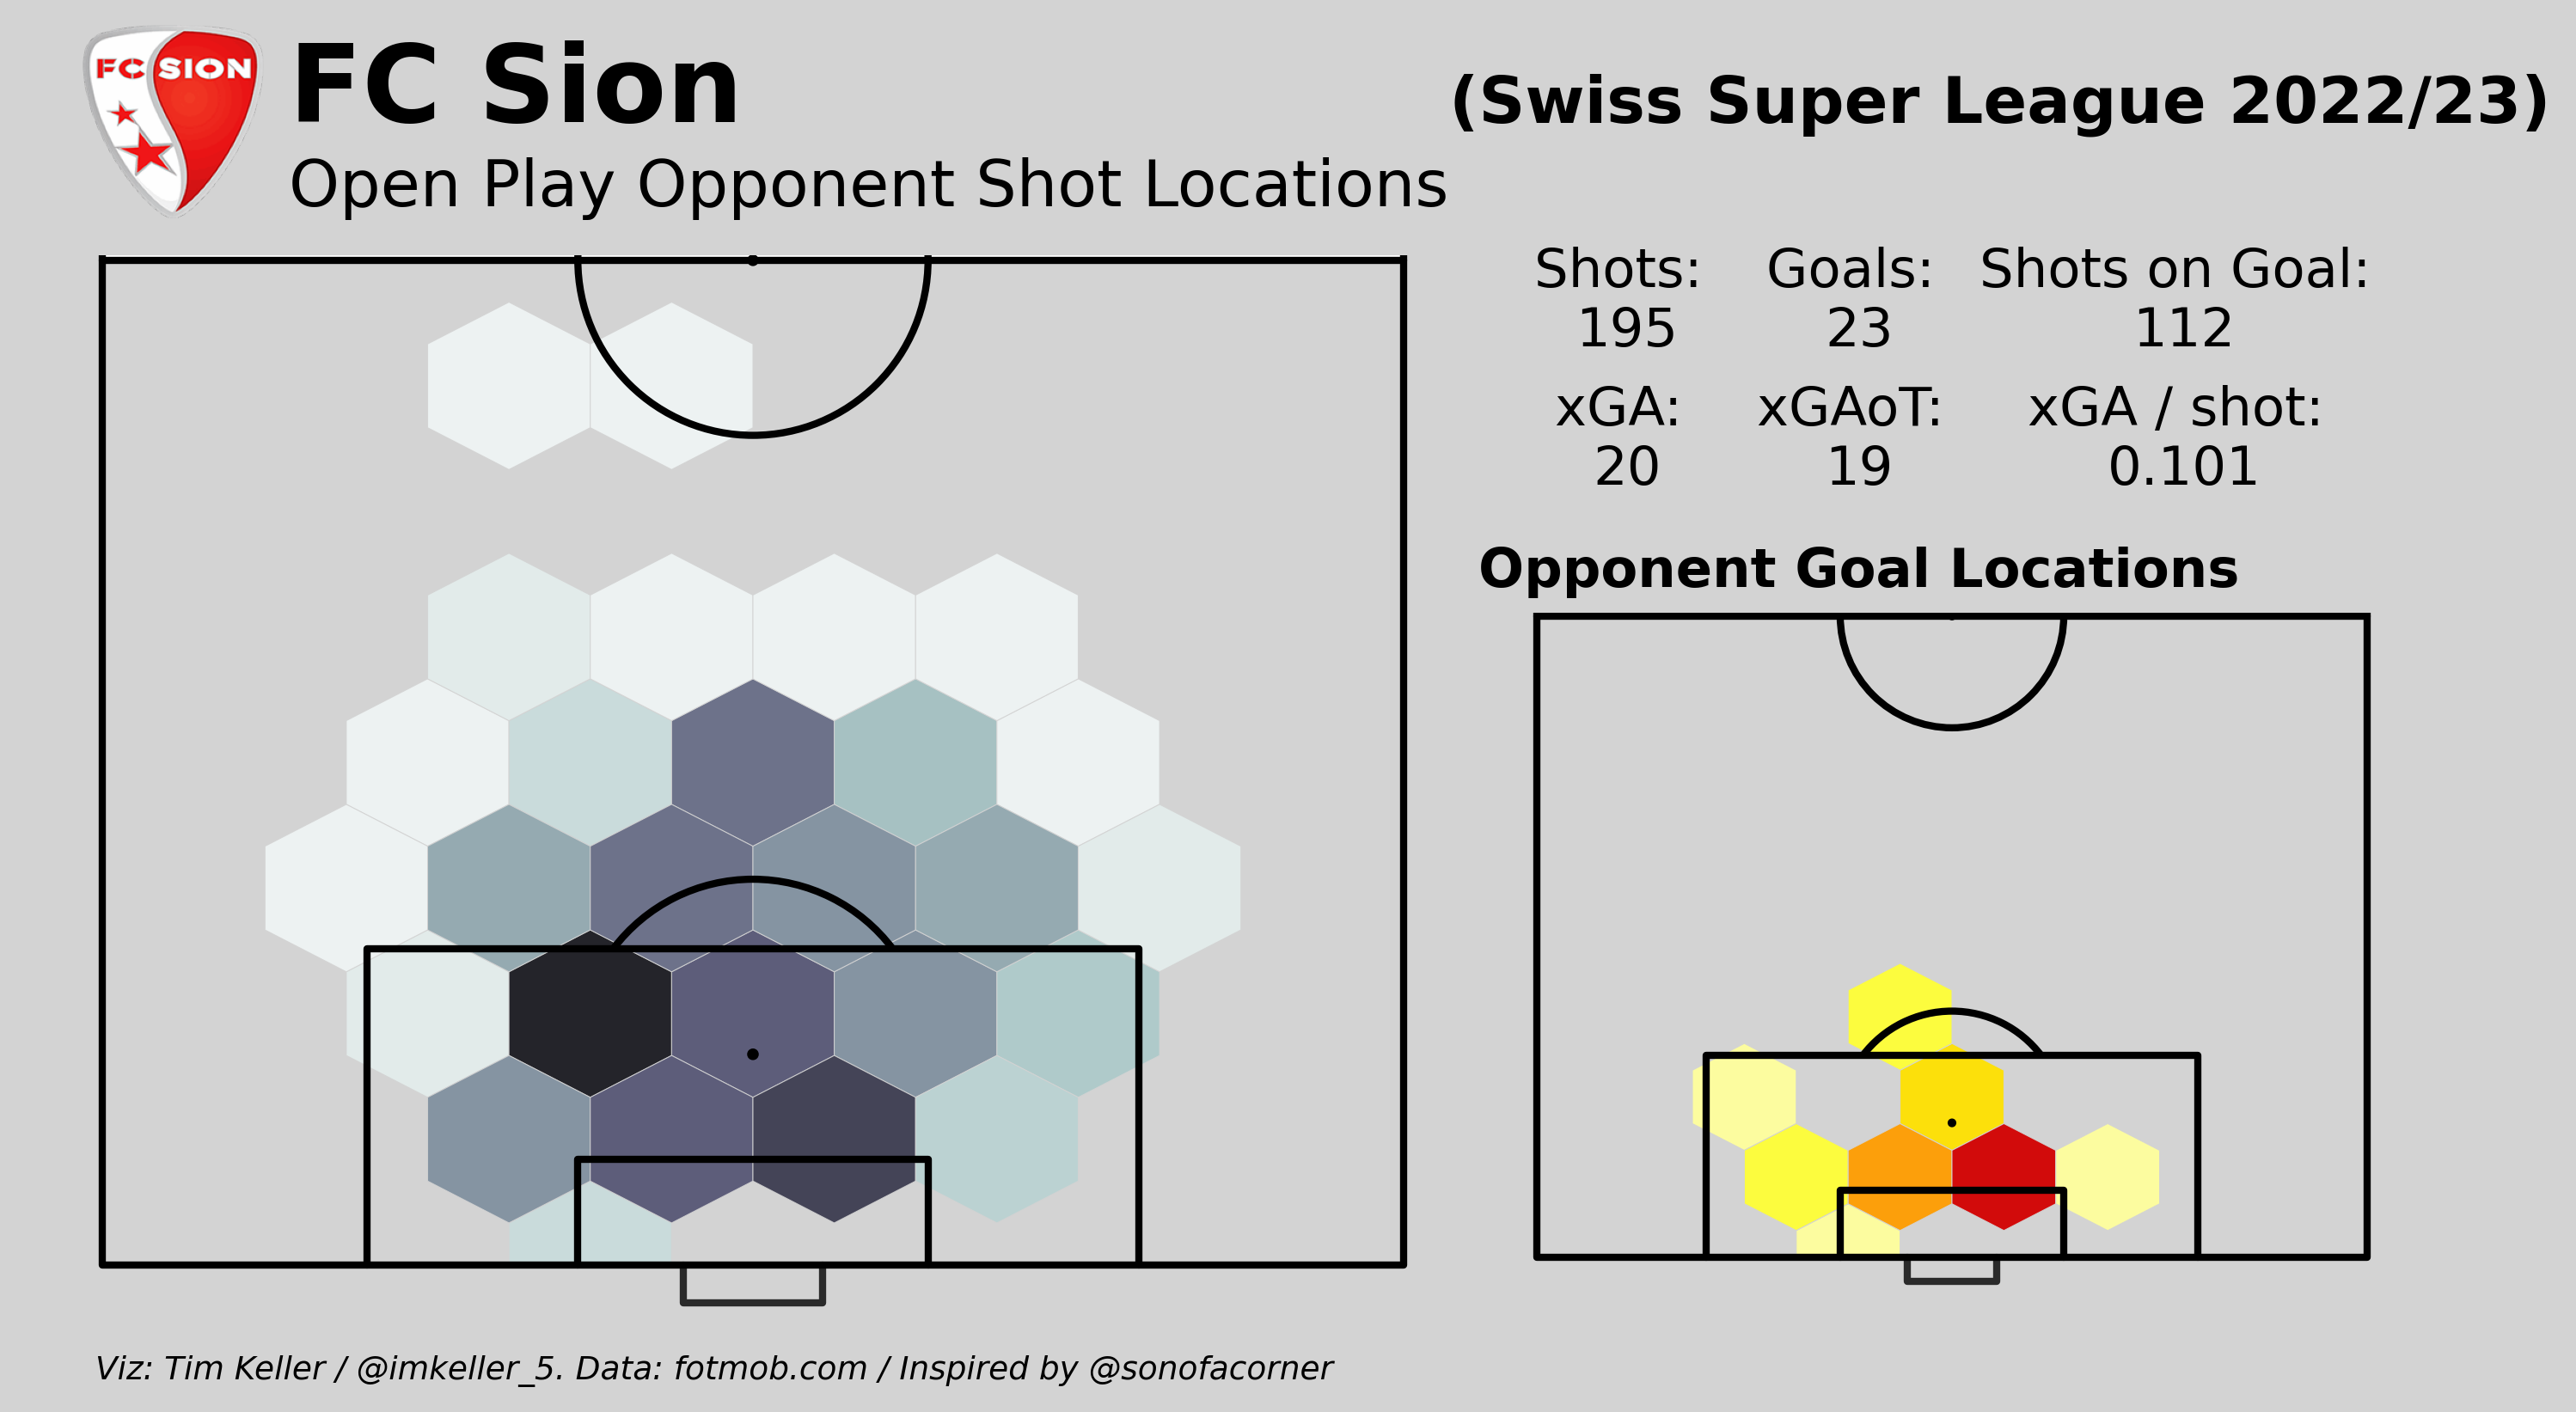 FC SION
FC Sion
(Swiss Super League 2022/23)
Open Play Opponent Shot Locations
Shots: Goals: Shots on Goal:
195 23 112
xGA: xGAoT: xGA / shot:
20 19 0.101
Opponent Goal Locations
Viz: Tim Keller / @imkeller_5. Data: fotmob.com / Inspired by @sonofacorner